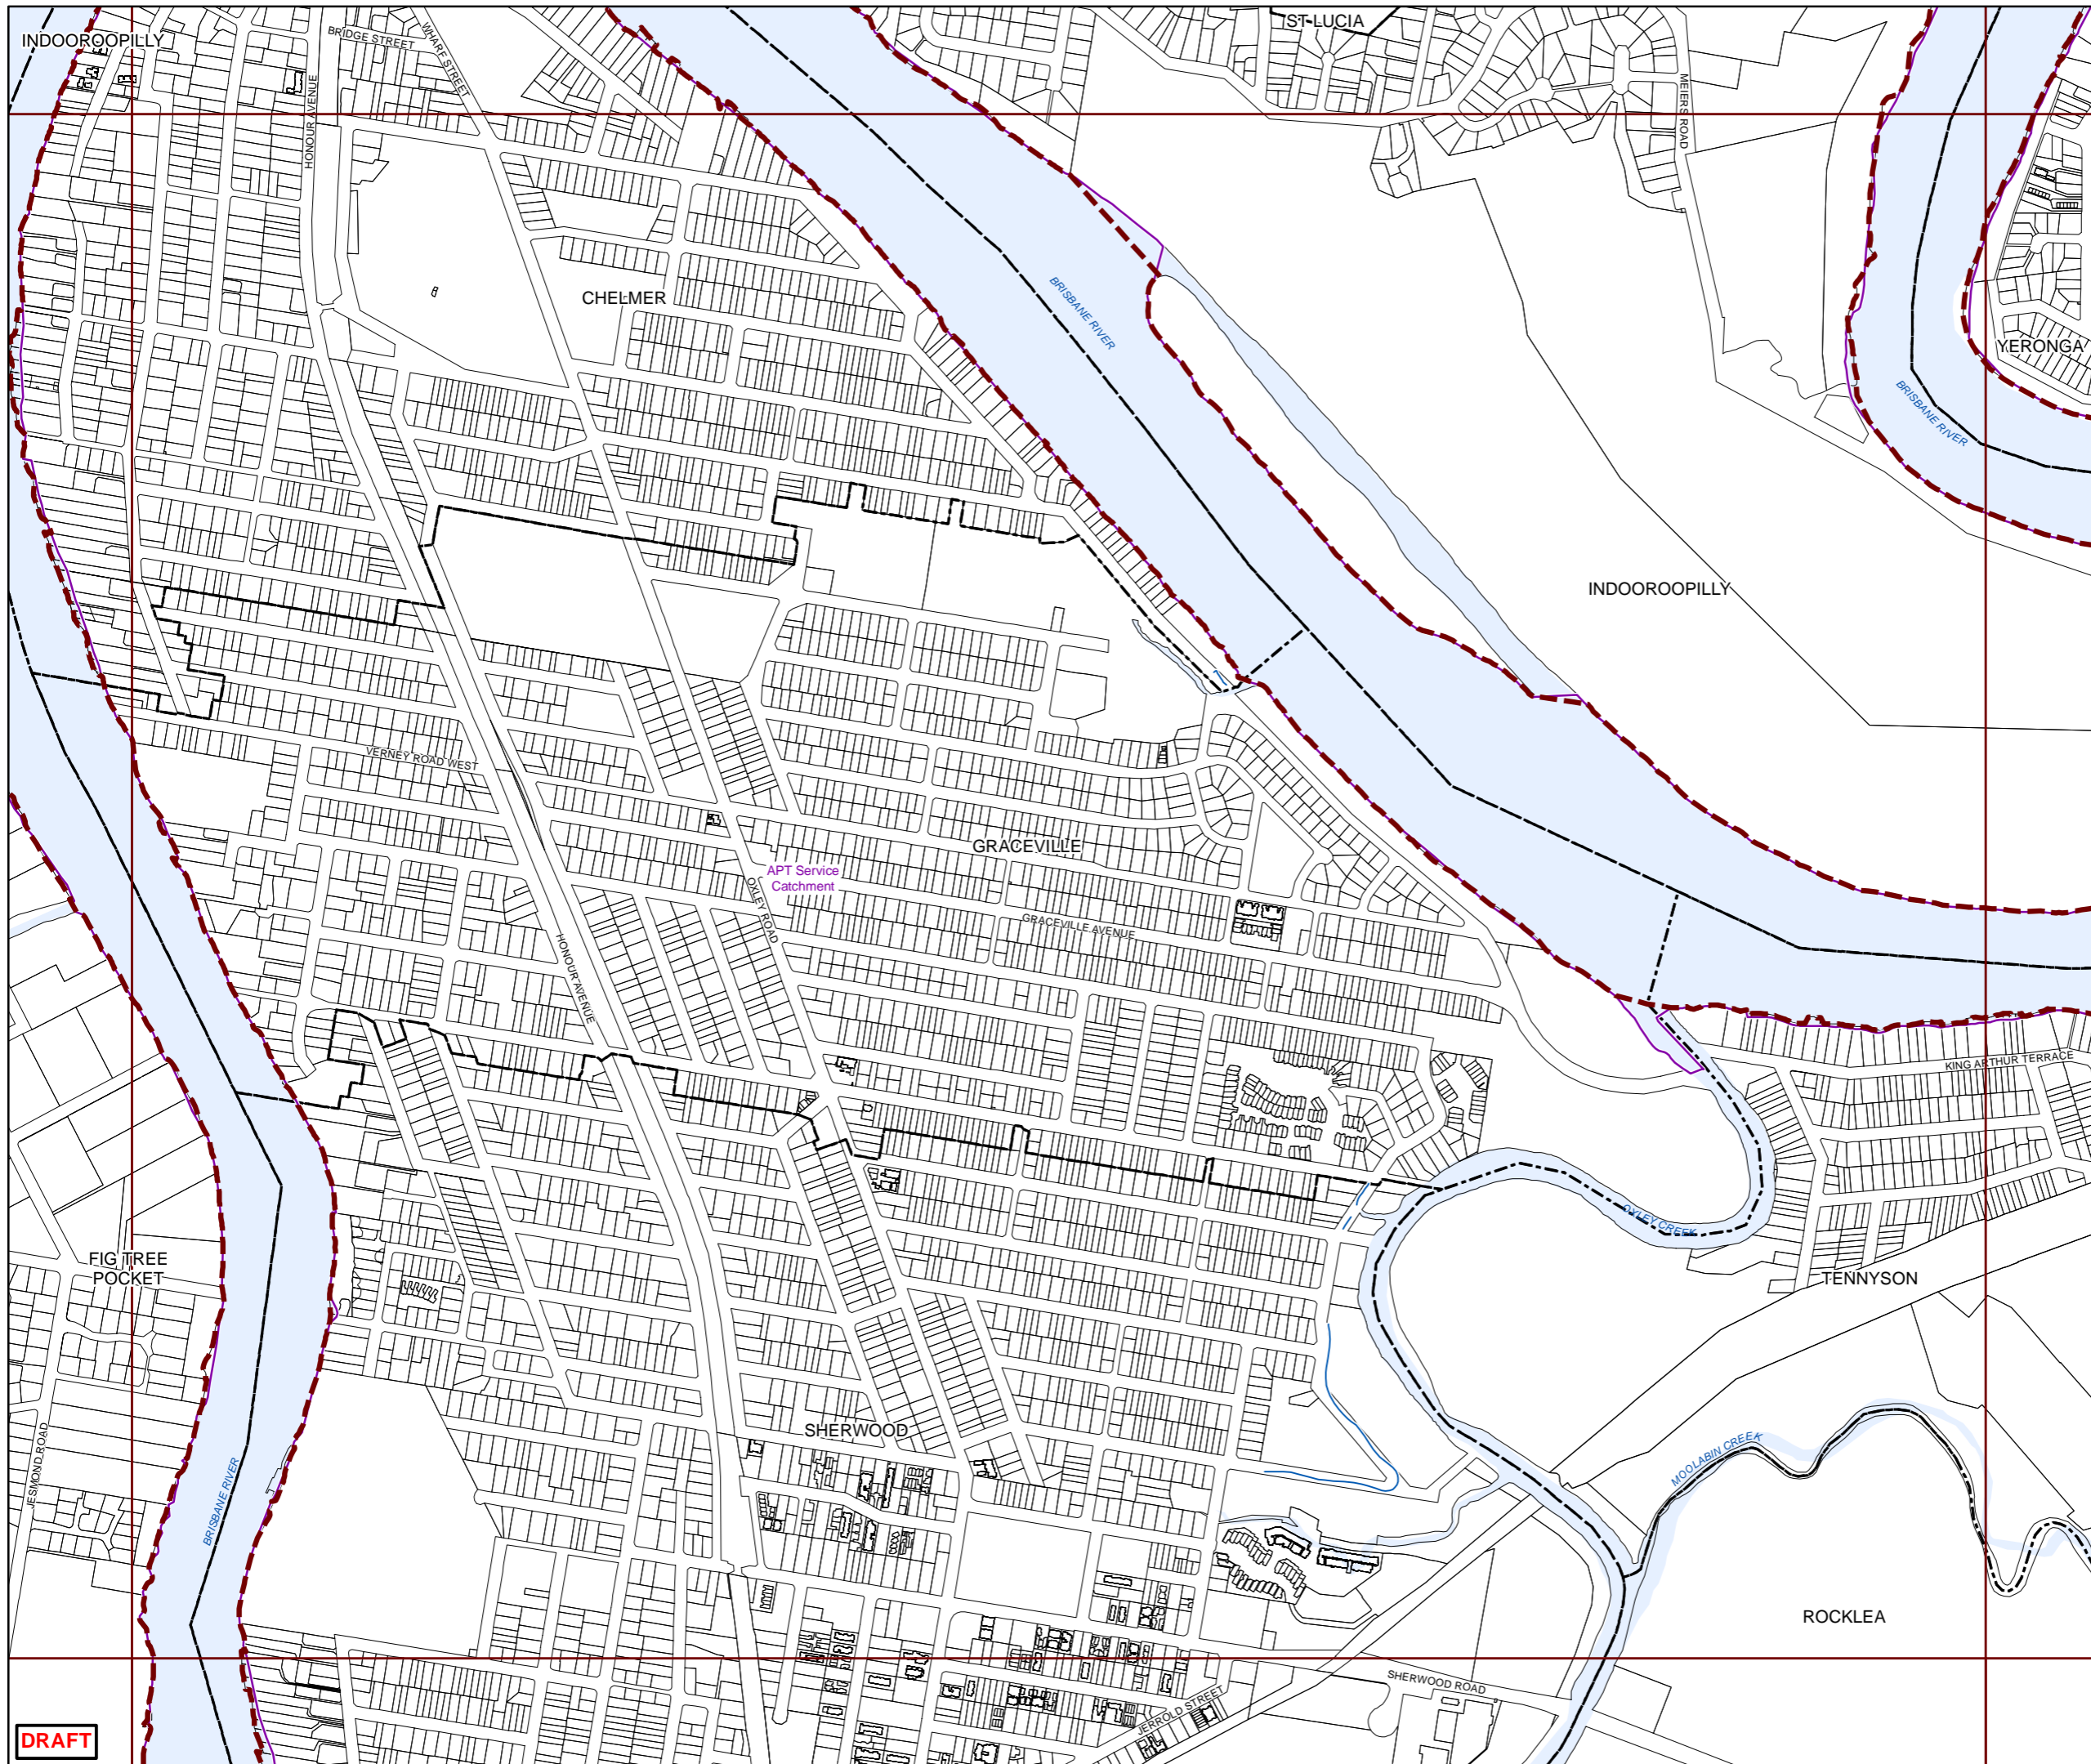 ST LUCIA
INDOOROOPILLY
BRIDGE STREET
WHARF STREET
HONOUR AVENUE
MEIERS ROAD
CHELMER
BRISBANE RIVER
YERONGA
BRISBANE RIVER
INDOOROOPILLY
VERNEY ROAD WEST
GRACEVILLE
APT Service
Catchment
OXLEY ROAD
GRACEVILLE AVENUE
HONOUR AVENUE
KING ARTHUR TERRACE
OXLEY CREEK
FIG TREE
POCKET
TENNYSON
SHERWOOD
JESMOND ROAD
BRISBANE RIVER
MOOLABIN CREEK
ROCKLEA
SHERWOOD ROAD
JERROLD STREET
DRAFT